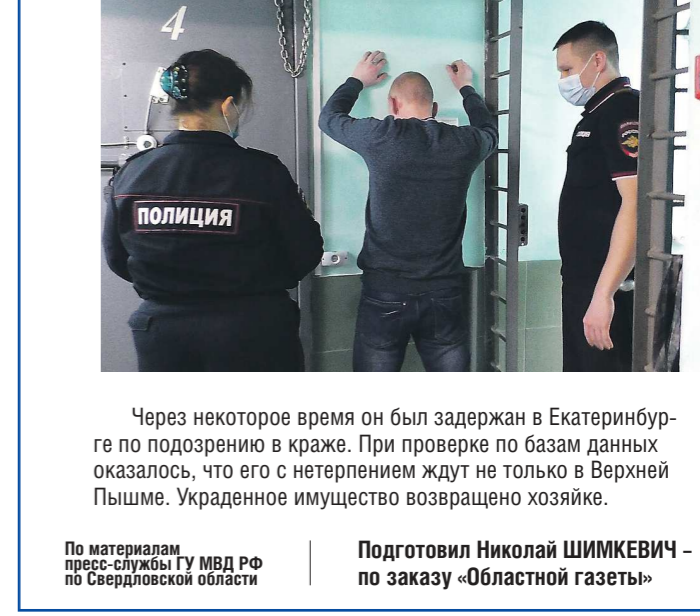 4
ПОЛИЦИЯ
Через некоторое время он был задержан в Екатеринбур-
ге по подозрению в краже. При проверке по базам данных
оказалось, что его с нетерпением ждут не только в Верхней
Пышме. Украденное имущество возвращено хозяйке.
По материалам
пресс-службы ГУ МВД РФ
по Свердловской области
Подготовил Николай ШИМКЕВИЧ –
по заказу «Областной газеты»